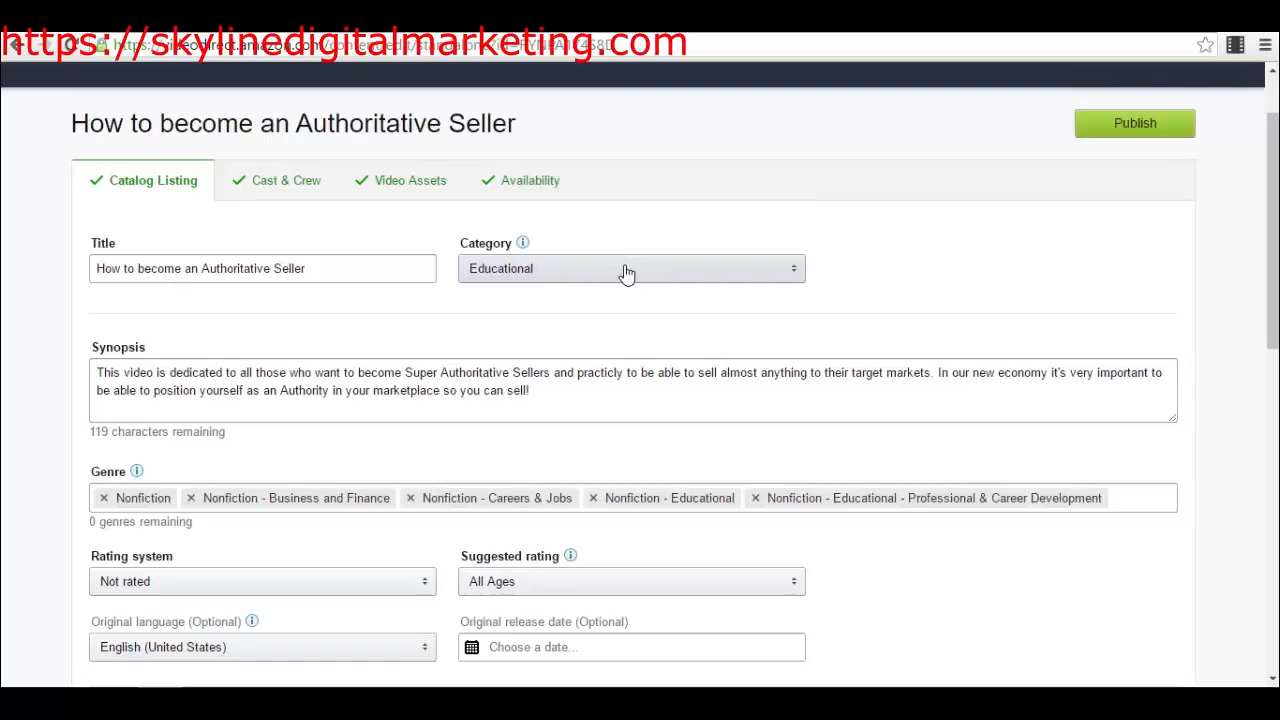 https://skylinedigitalmarketing.com
How to become an Authoritative Seller
Publish
Catalog Listing
Cast & Crew
Video Assets
Availability
Title
Category
How to become an Authoritative Seller
Educational
Synopsis
This video is dedicated to all those who want to become Super Authoritative Sellers and practicly to be able to sell almost anything to their target markets. In our new economy it's very important to
be able to position yourself as an Authority in your marketplace so you can sell!
119 characters remaining
Genre
× Nonfiction × Nonfiction - Business and Finance × Nonfiction - Careers & Jobs × Nonfiction - Educational × Nonfiction - Educational - Professional & Career Development
0 genres remaining
Rating system
Suggested rating
Not rated
All Ages
Original language (Optional)
Original release date (Optional)
English (United States)
Choose a date...